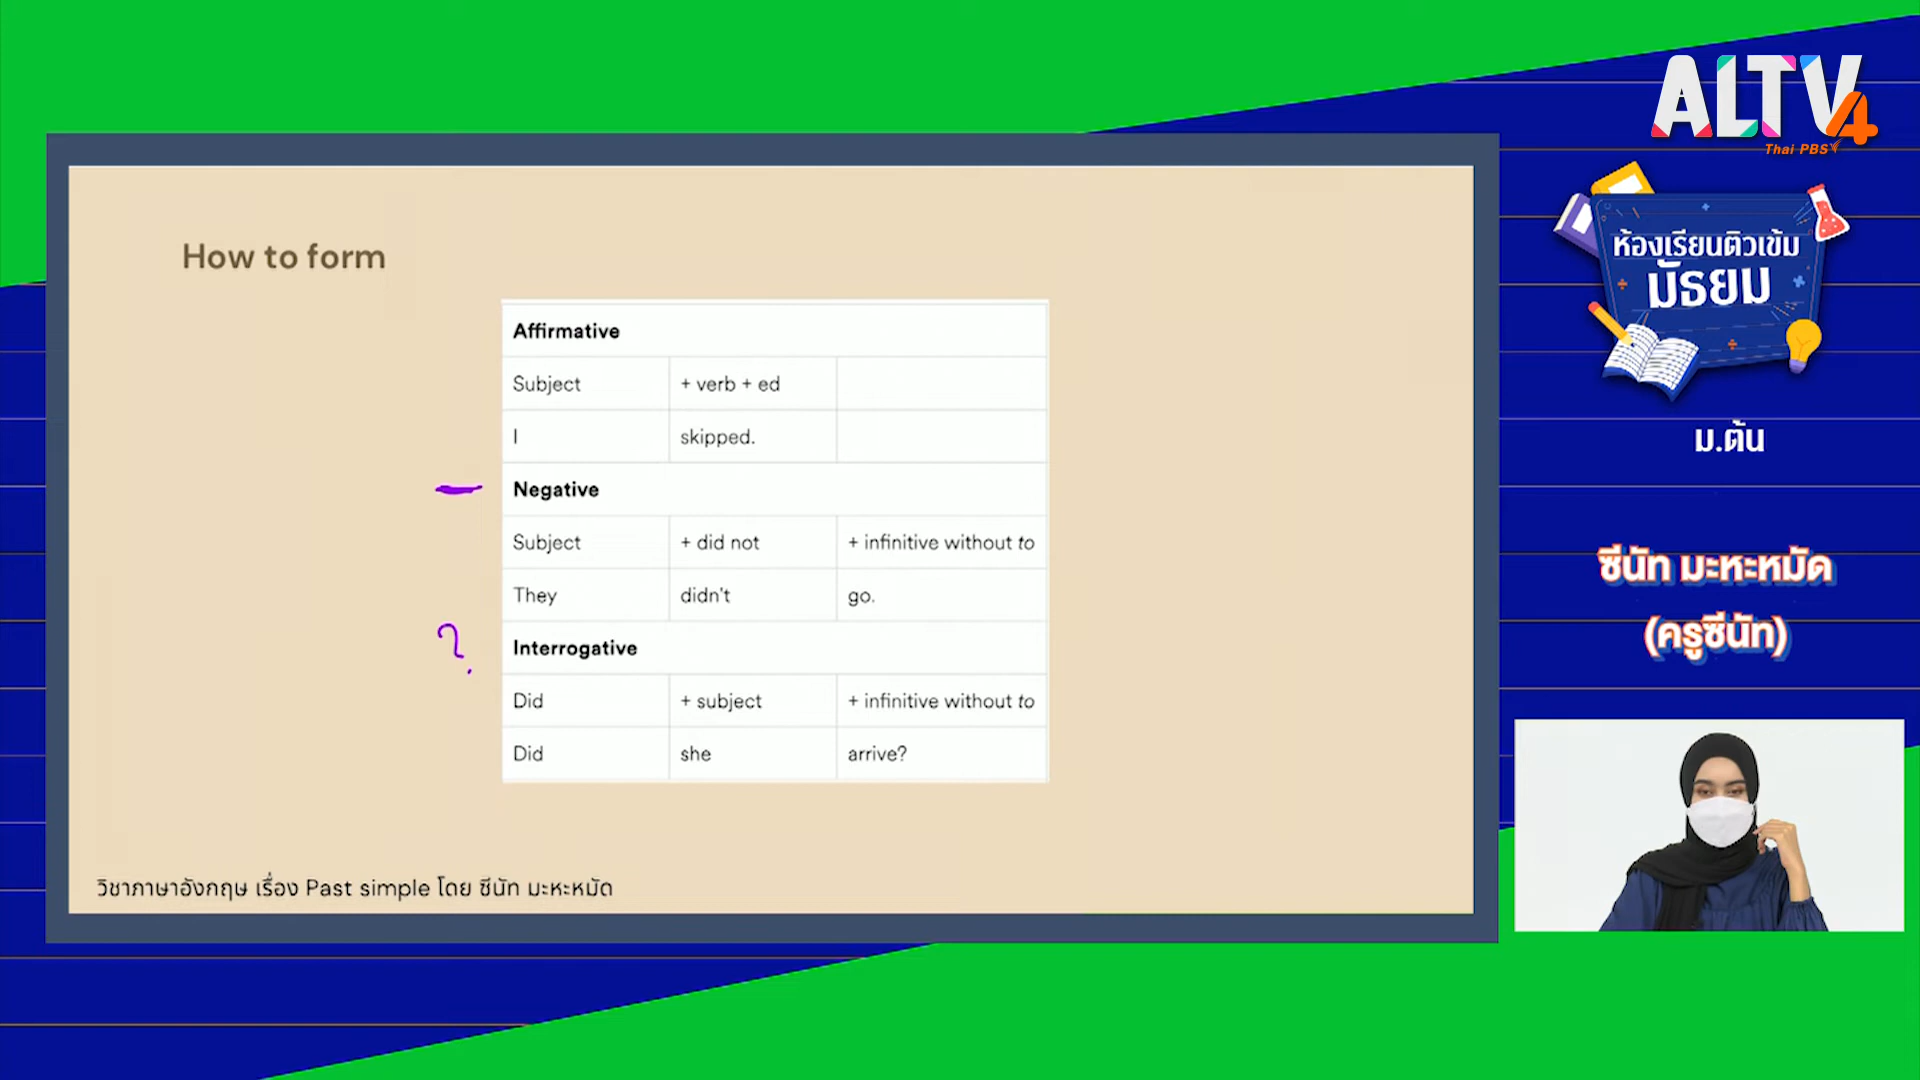 ALTV4
Thai PBS
ห้องเรียนติวเข้ม
มัธยม
ม.ต้น
ซีนัท มะหะหมัด
(ครูซีนัท)
How to form
Affirmative
Subject + verb + ed
I skipped.
— Negative
Subject + did not + infinitive without to
They didn't go.
? Interrogative
Did + subject + infinitive without to
Did she arrive?
วิชาภาษาอังกฤษ เรื่อง Past simple โดย ซีนัท มะหะหมัด